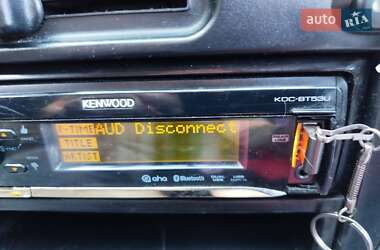 auto RIA
KENWOOD
KDC-BT53U
AUD Disconnect
TITLE
ARTIST
aha Bluetooth